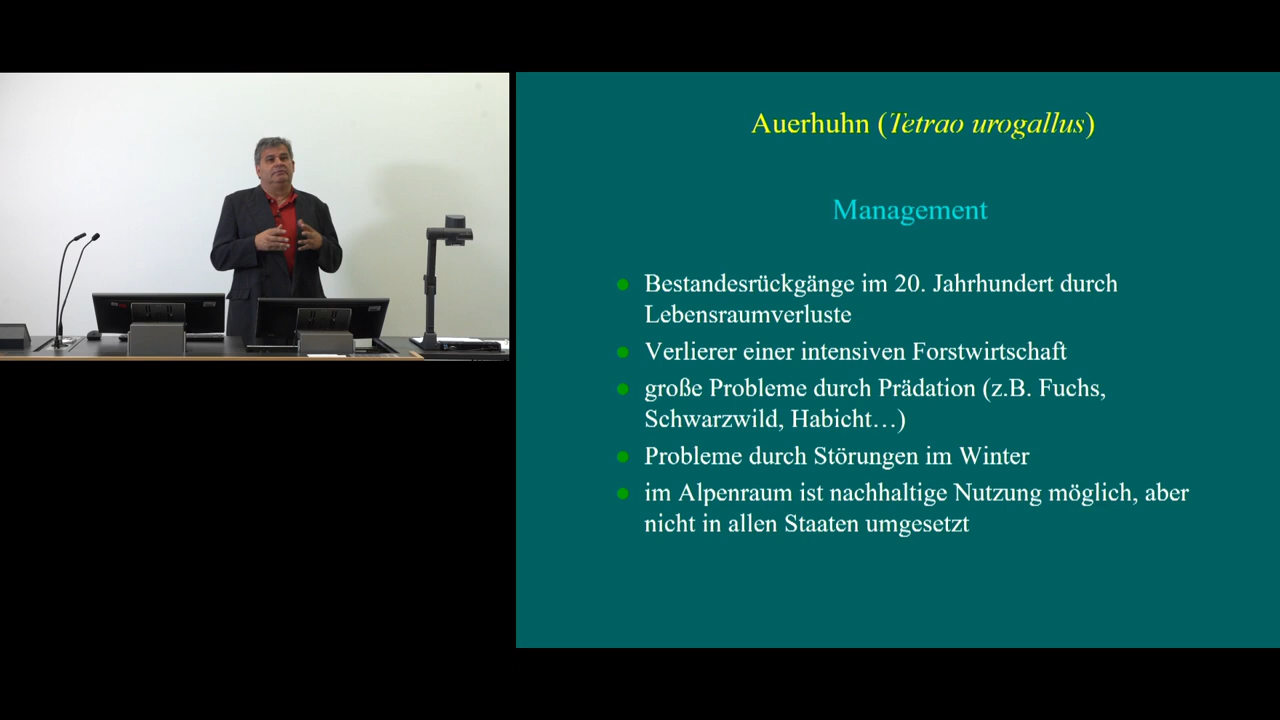 Auerhuhn (Tetrao urogallus)
Management
Bestandesrückgänge im 20. Jahrhundert durch
Lebensraumverluste
Verlierer einer intensiven Forstwirtschaft
große Probleme durch Prädation (z.B. Fuchs,
Schwarzwild, Habicht…)
Probleme durch Störungen im Winter
im Alpenraum ist nachhaltige Nutzung möglich, aber
nicht in allen Staaten umgesetzt